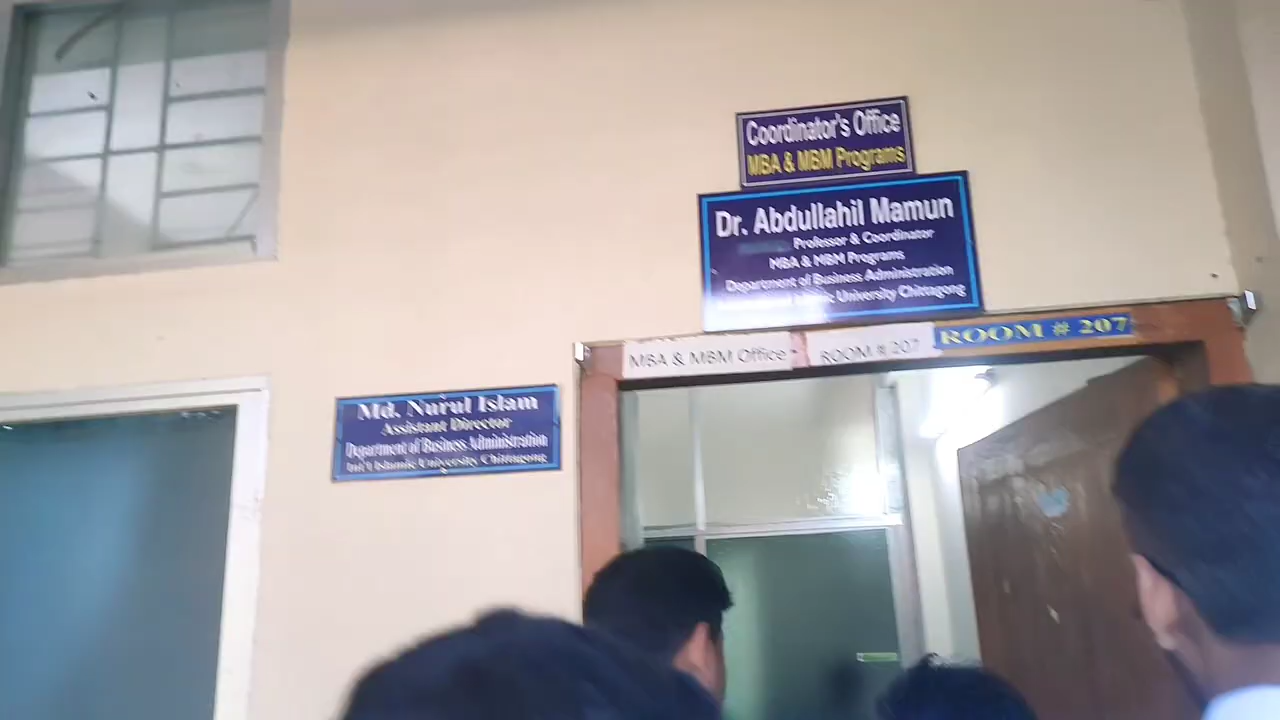 Coordinator's Office
MBA & MBM Programs
Dr. Abdullahil Mamun
Professor & Coordinator
MBA & MBM Programs
Department of Business Administration
University Chittagong
MBA & MBM Office
ROOM # 207
ROOM # 207
Md. Nurul Islam
Assistant Director
Department of Business Administration
Int'l Islamic University Chittagong